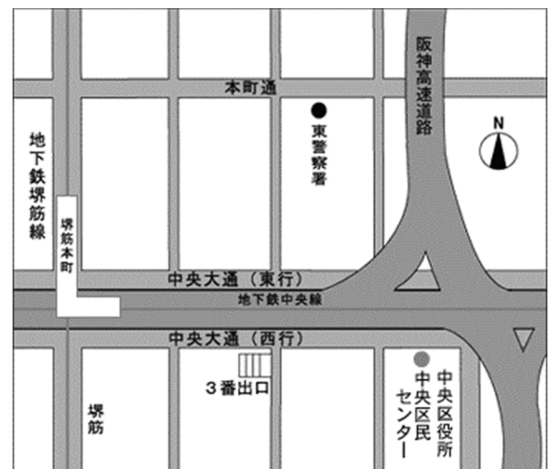 阪神高速道路
本町通
東警察署
N
地下鉄堺筋線
堺筋本町
中央大通（東行）
地下鉄中央線
中央大通（西行）
3番出口
堺筋
中央区役所
中央区民
センター